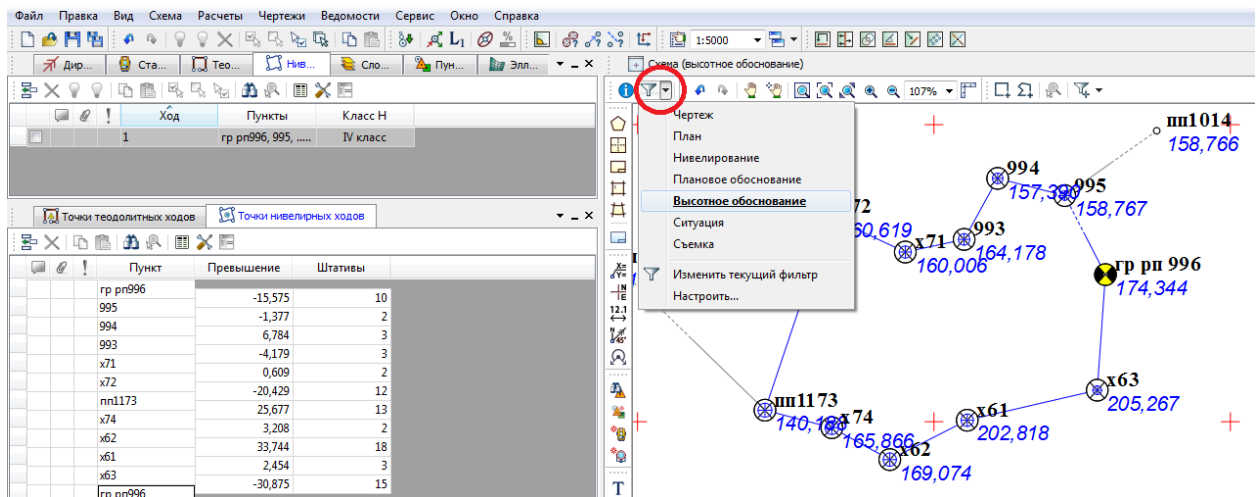 Файл Правка Вид Схема Расчеты Чертежи Ведомости Сервис Окно Справка
L1 1:5000
Дир... Ста... Тео... Нив... Сло... Пун... Элл...
Схема (высотное обоснование)
107%
Ход Пункты Класс Н
1 гр рп996, 995, ..... IV класс
Точки теодолитных ходов Точки нивелирных ходов
Пункт Превышение Штативы
гр рп996
-15,575 10
995
-1,377 2
994
6,784 3
993
-4,179 3
х71
0,609 2
х72
-20,429 12
пп1173
25,677 13
х74
3,208 2
х62
33,744 18
х61
2,454 3
х63
-30,875 15
гр рп996
Чертеж
План
Нивелирование
Плановое обоснование
Высотное обоснование
Ситуация
Съемка
Изменить текущий фильтр
Настроить...
12.1
T
пп1014
158,766
994
995
158,767
72
60,619
х71
160,006
993
164,178
гр рп 996
174,344
х63
205,267
пп1173
х74
165,866
х61
202,818
х62
169,074